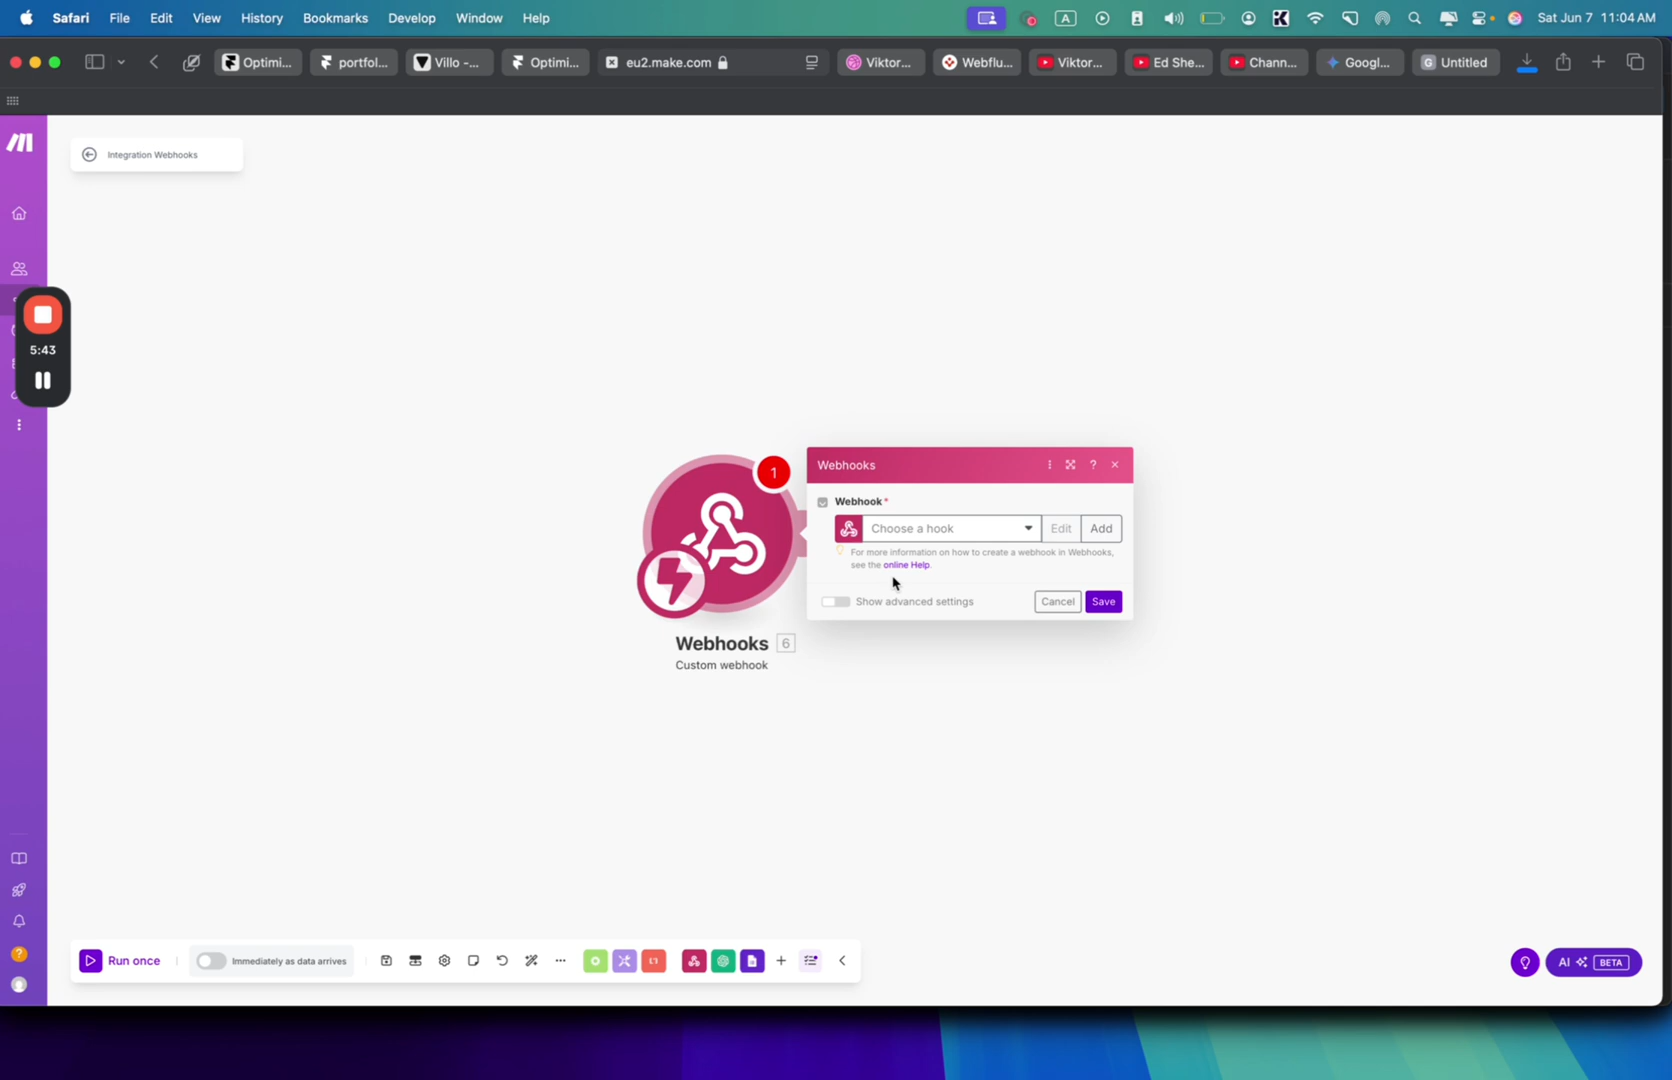 Safari File Edit View History Bookmarks Develop Window Help
A
Sat Jun 7 11:04 AM
Optimi...
portfol...
Villo -...
Optimi...
eu2.make.com
Viktor...
Webflu...
Viktor...
Ed She...
Chann...
Googl...
G Untitled
Integration Webhooks
5:43
1
Webhooks
?
Webhook*
Choose a hook
Edit
Add
For more information on how to create a webhook in Webhooks,
see the online Help.
Show advanced settings
Cancel
Save
Webhooks 6
Custom webhook
?
Run once
Immediately as data arrives
AI BETA